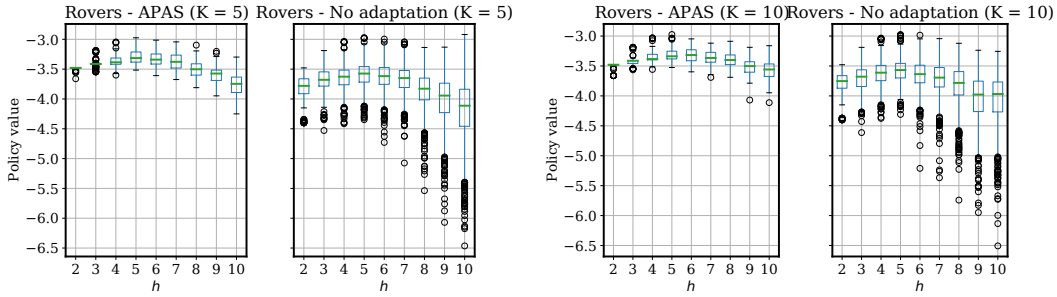 Rovers - APAS (K = 5)
Rovers - No adaptation (K = 5)
Rovers - APAS (K = 10)
Rovers - No adaptation (K = 10)
Policy value
−3.0
−3.5
−4.0
−4.5
−5.0
−5.5
−6.0
−6.5
2 3 4 5 6 7 8 9 10
h
2 3 4 5 6 7 8 9 10
h
Policy value
−3.0
−3.5
−4.0
−4.5
−5.0
−5.5
−6.0
−6.5
2 3 4 5 6 7 8 9 10
h
2 3 4 5 6 7 8 9 10
h